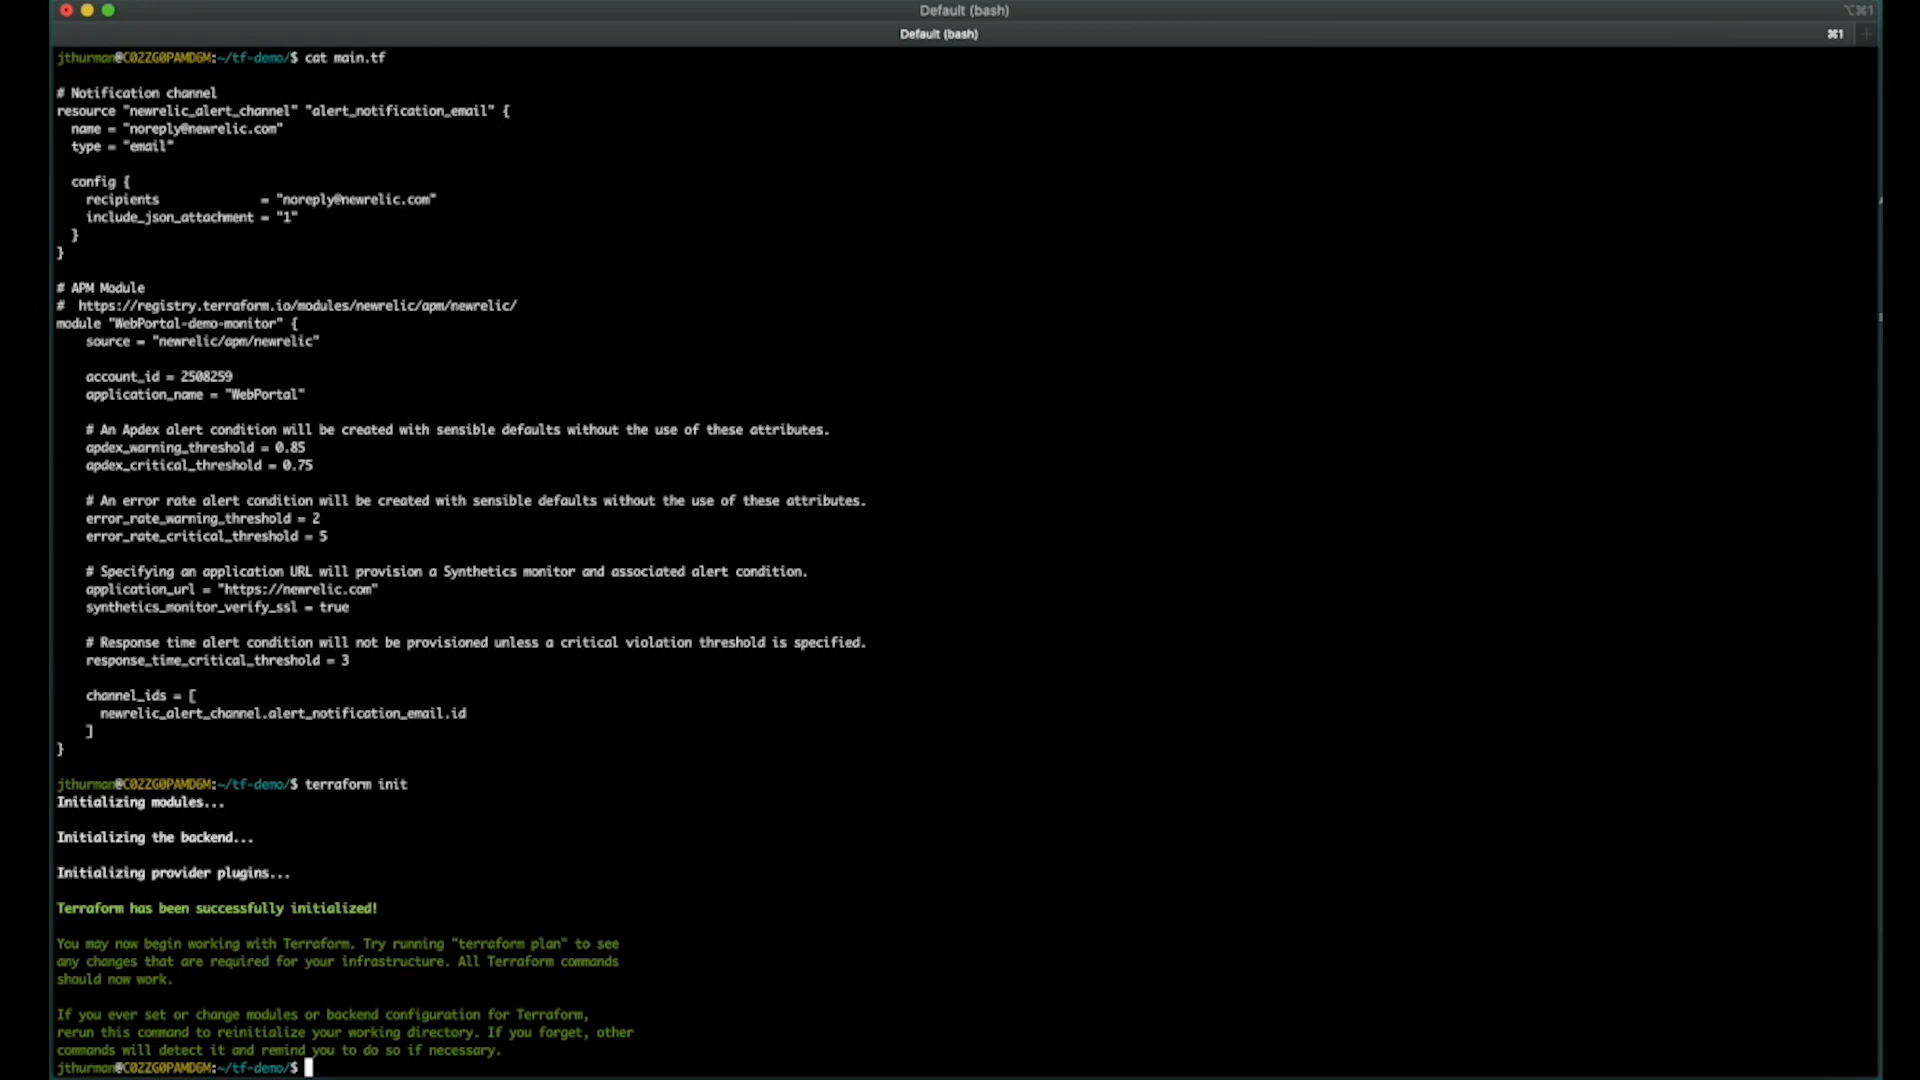 Default (bash)
⌥⌘1
Default (bash)
⌘1
jthurman@C02ZG0PAMD6M:~/tf-demo/$ cat main.tf
# Notification channel
resource "newrelic_alert_channel" "alert_notification_email" {
  name = "noreply@newrelic.com"
  type = "email"
  config {
    recipients              = "noreply@newrelic.com"
    include_json_attachment = "1"
  }
}
# APM Module
#  https://registry.terraform.io/modules/newrelic/apm/newrelic/
module "WebPortal-demo-monitor" {
    source = "newrelic/apm/newrelic"
    account_id = 2508259
    application_name = "WebPortal"
    # An Apdex alert condition will be created with sensible defaults without the use of these attributes.
    apdex_warning_threshold = 0.85
    apdex_critical_threshold = 0.75
    # An error rate alert condition will be created with sensible defaults without the use of these attributes.
    error_rate_warning_threshold = 2
    error_rate_critical_threshold = 5
    # Specifying an application URL will provision a Synthetics monitor and associated alert condition.
    application_url = "https://newrelic.com"
    synthetics_monitor_verify_ssl = true
    # Response time alert condition will not be provisioned unless a critical violation threshold is specified.
    response_time_critical_threshold = 3
    channel_ids = [
      newrelic_alert_channel.alert_notification_email.id
    ]
}
jthurman@C02ZG0PAMD6M:~/tf-demo/$ terraform init
Initializing modules...
Initializing the backend...
Initializing provider plugins...
Terraform has been successfully initialized!
You may now begin working with Terraform. Try running "terraform plan" to see
any changes that are required for your infrastructure. All Terraform commands
should now work.
If you ever set or change modules or backend configuration for Terraform,
rerun this command to reinitialize your working directory. If you forget, other
commands will detect it and remind you to do so if necessary.
jthurman@C02ZG0PAMD6M:~/tf-demo/$